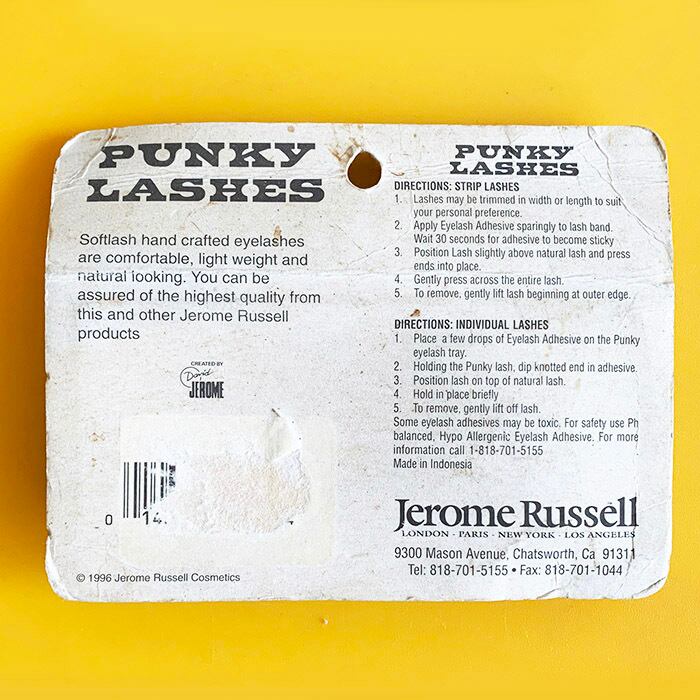 PUNKY
LASHES
Softlash hand crafted eyelashes
are comfortable, light weight and
natural looking. You can be
assured of the highest quality from
this and other Jerome Russell
products
CREATED BY
David
JEROME
0 14
© 1996 Jerome Russell Cosmetics
PUNKY
LASHES
DIRECTIONS: STRIP LASHES
1. Lashes may be trimmed in width or length to suit
your personal preference.
2. Apply Eyelash Adhesive sparingly to lash band.
Wait 30 seconds for adhesive to become sticky
3. Position Lash slightly above natural lash and press
ends into place.
4. Gently press across the entire lash.
5. To remove, gently lift lash beginning at outer edge.
DIRECTIONS: INDIVIDUAL LASHES
1. Place a few drops of Eyelash Adhesive on the Punky
eyelash tray.
2. Holding the Punky lash, dip knotted end in adhesive.
3. Position lash on top of natural lash.
4. Hold in place briefly
5. To remove, gently lift off lash.
Some eyelash adhesives may be toxic. For safety use Ph
balanced, Hypo Allergenic Eyelash Adhesive. For more
information call 1-818-701-5155
Made in Indonesia
Jerome Russell
LONDON - PARIS - NEW YORK - LOS ANGELES
9300 Mason Avenue, Chatsworth, Ca 91311
Tel: 818-701-5155 • Fax: 818-701-1044